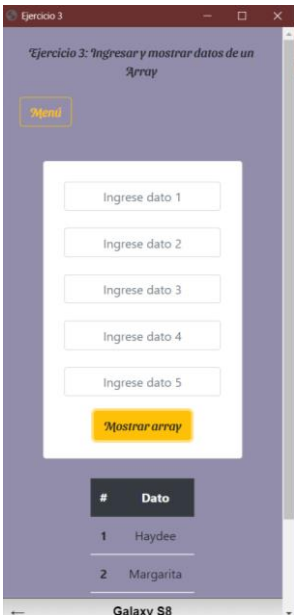 Ejercicio 3
Ejercicio 3: Ingresar y mostrar datos de un
Array
Menú
Ingrese dato 1
Ingrese dato 2
Ingrese dato 3
Ingrese dato 4
Ingrese dato 5
Mostrar array
# Dato
1 Haydee
2 Margarita
Galaxy S8